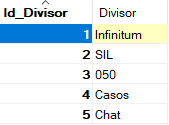 Id_Divisor Divisor
1 Infinitum
2 SIL
3 050
4 Casos
5 Chat